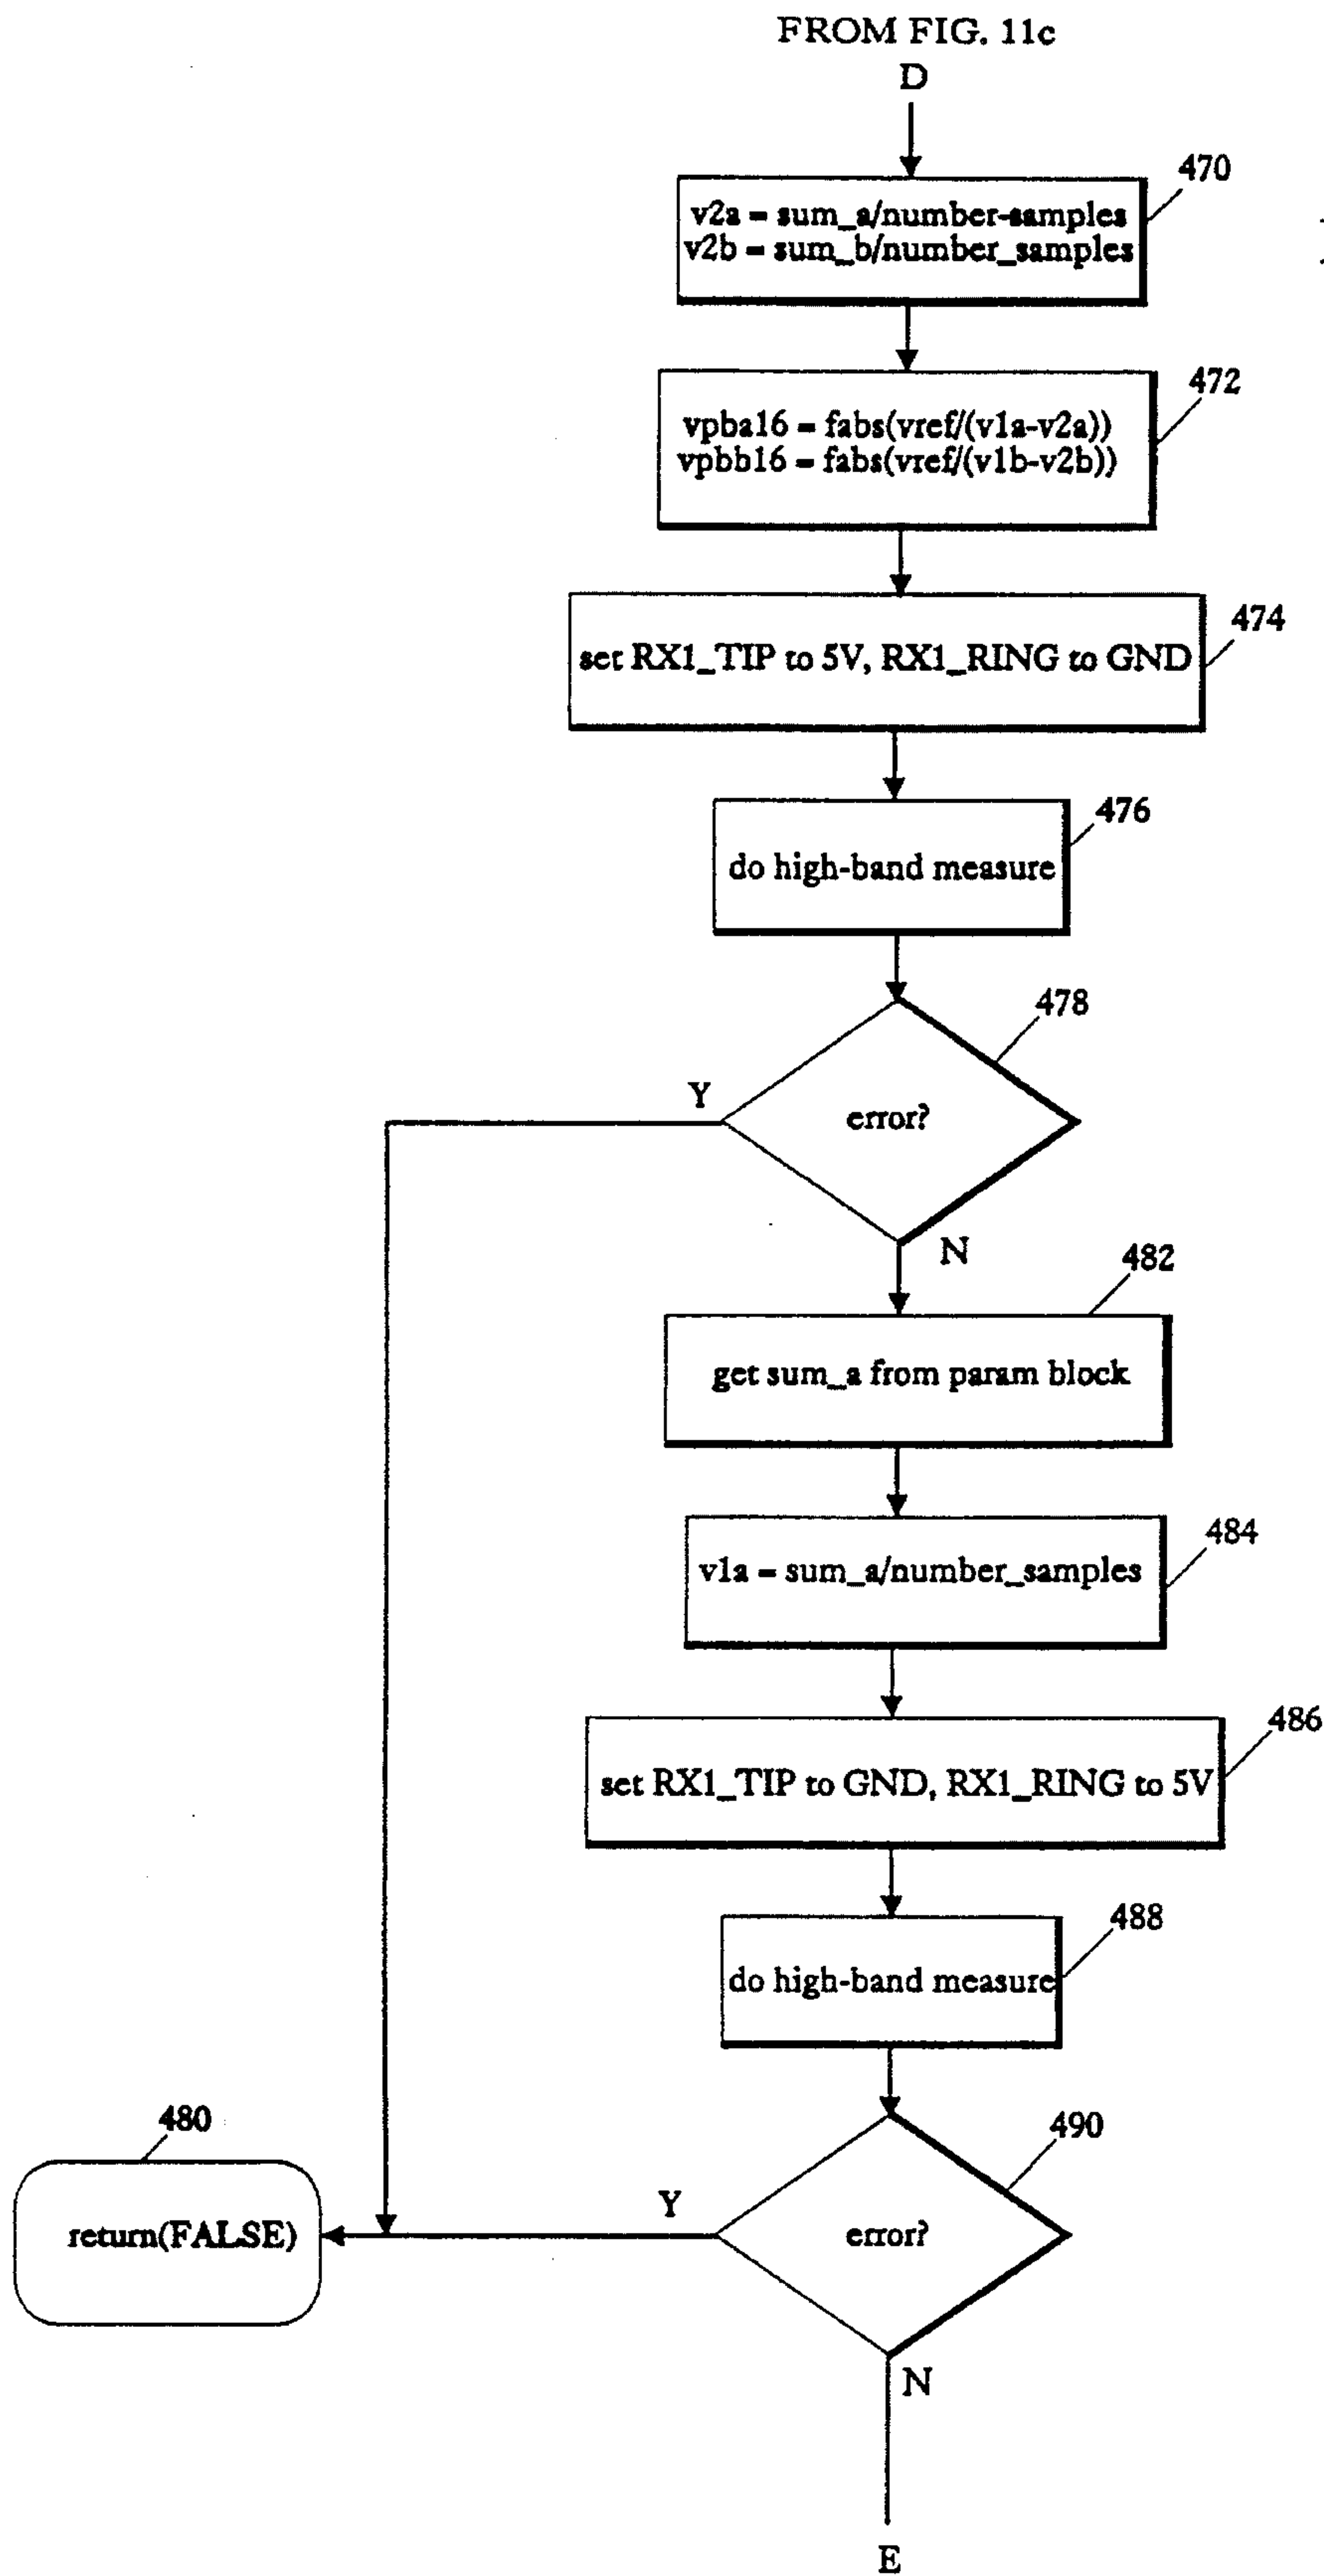 FROM FIG. 11c
D
470
v2a = sum_a/number-samples
v2b = sum_b/number_samples
472
vpba16 = fabs(vref/(v1a-v2a))
vpbb16 = fabs(vref/(v1b-v2b))
474
set RX1_TIP to 5V, RX1_RING to GND
476
do high-band measure
478
Y
error?
N
482
get sum_a from param block
484
v1a = sum_a/number_samples
486
set RX1_TIP to GND, RX1_RING to 5V
488
do high-band measure
480
490
return(FALSE)
Y
error?
N
E